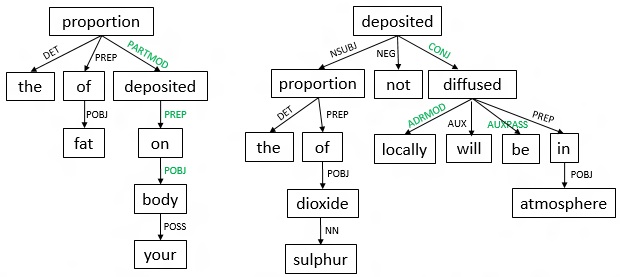 proportion
DET PREP PARTMOD
the of deposited
POBJ PREP
fat on
POBJ
body
POSS
your
deposited
NSUBJ NEG CONJ
proportion not diffused
DET PREP ADRMOD AUX AUXPASS PREP
the of locally will be in
POBJ POBJ
dioxide atmosphere
NN
sulphur